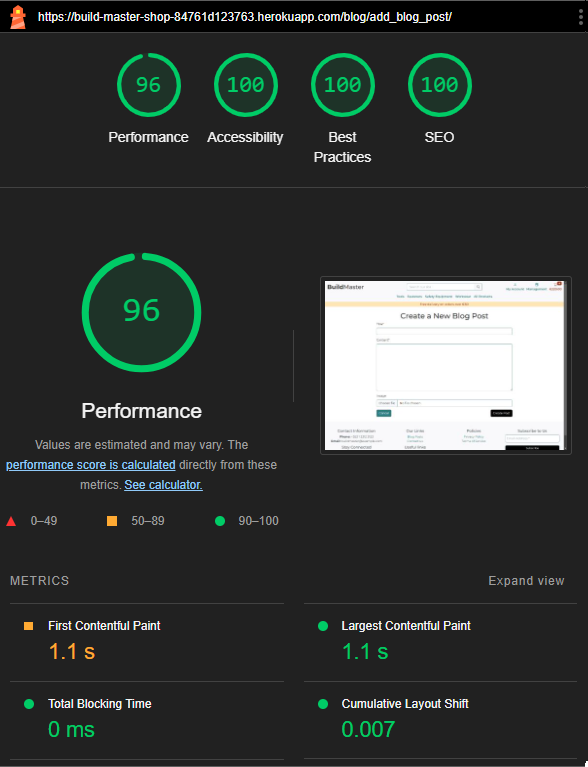 https://build-master-shop-84761d123763.herokuapp.com/blog/add_blog_post/
96 100 100 100
Performance Accessibility Best Practices SEO
96
BuildMaster
Create a New Blog Post
Performance
Values are estimated and may vary. The
performance score is calculated directly from these
metrics. See calculator.
0–49 50–89 90–100
METRICS Expand view
First Contentful Paint Largest Contentful Paint
1.1 s 1.1 s
Total Blocking Time Cumulative Layout Shift
0 ms 0.007